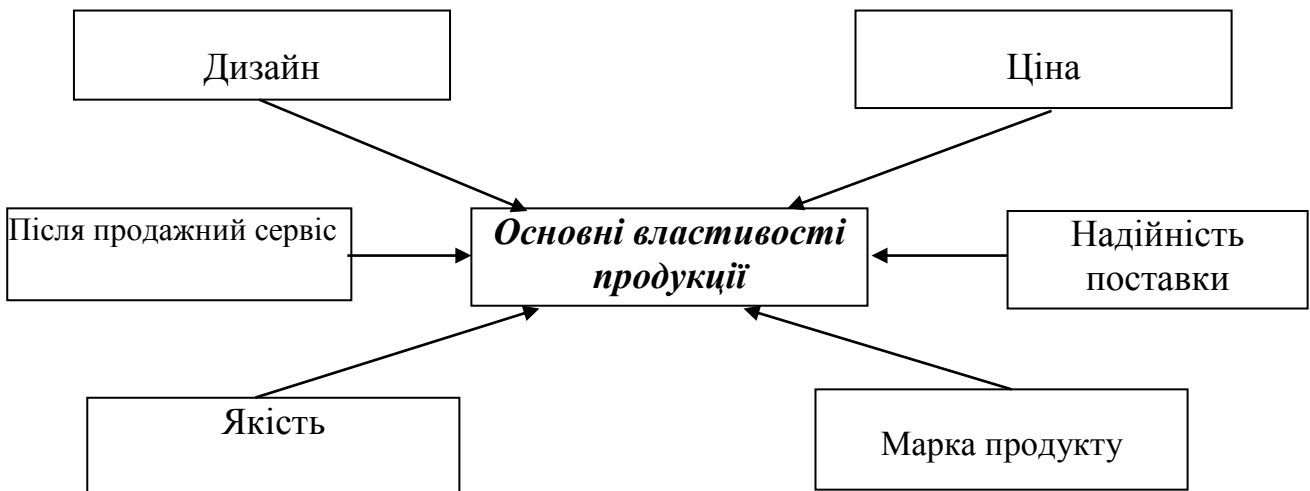 Дизайн
Ціна
Після продажний сервіс
Основні властивості
продукції
Надійність
поставки
Якість
Марка продукту